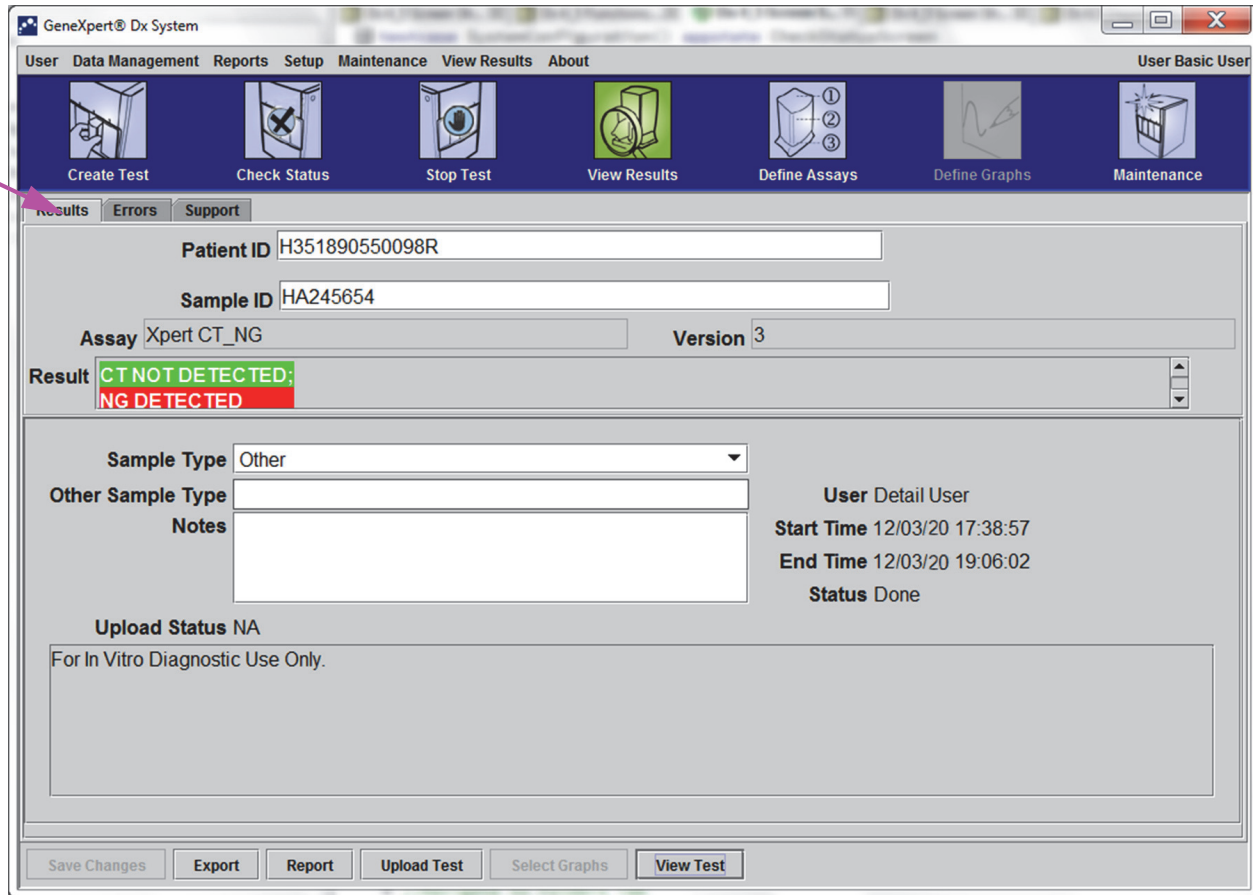 GeneXpert® Dx System
User Data Management Reports Setup Maintenance View Results About User Basic User
Create Test Check Status Stop Test View Results Define Assays Define Graphs Maintenance
Results Errors Support
Patient ID H351890550098R
Sample ID HA245654
Assay Xpert CT_NG Version 3
Result CT NOT DETECTED;
NG DETECTED
Sample Type Other
Other Sample Type User Detail User
Notes Start Time 12/03/20 17:38:57
End Time 12/03/20 19:06:02
Status Done
Upload Status NA
For In Vitro Diagnostic Use Only.
Save Changes Export Report Upload Test Select Graphs View Test